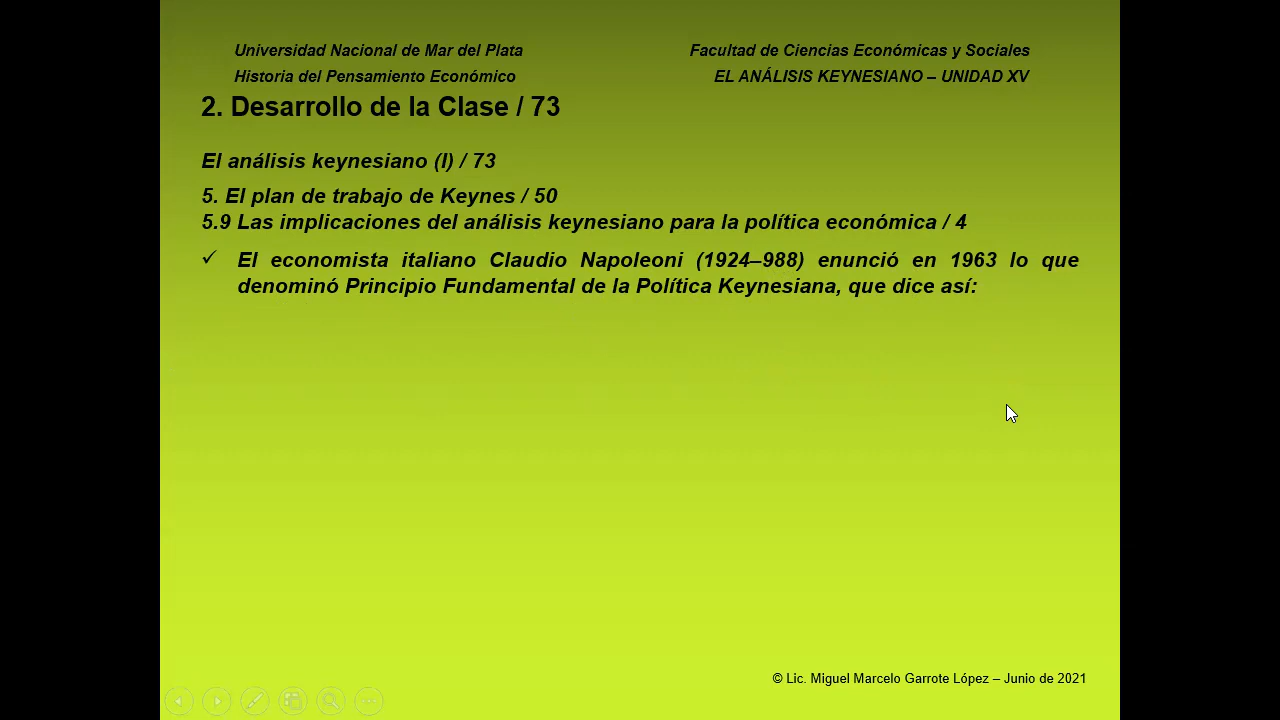 Universidad Nacional de Mar del Plata
Facultad de Ciencias Económicas y Sociales
Historia del Pensamiento Económico
EL ANÁLISIS KEYNESIANO – UNIDAD XV
2. Desarrollo de la Clase / 73
El análisis keynesiano (I) / 73
5. El plan de trabajo de Keynes / 50
5.9 Las implicaciones del análisis keynesiano para la política económica / 4
✓ El economista italiano Claudio Napoleoni (1924–988) enunció en 1963 lo que
denominó Principio Fundamental de la Política Keynesiana, que dice así:
© Lic. Miguel Marcelo Garrote López – Junio de 2021